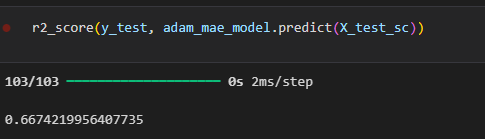 r2_score(y_test, adam_mae_model.predict(X_test_sc))
103/103 ━━━━━━━━━━━━━━━━━━━━ 0s 2ms/step
0.6674219956407735